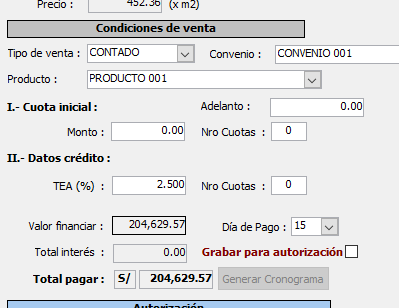 Precio : 452.36 (x m2)
Condiciones de venta
Tipo de venta : CONTADO Convenio : CONVENIO 001
Producto : PRODUCTO 001
I.- Cuota inicial : Adelanto : 0.00
Monto : 0.00 Nro Cuotas : 0
II.- Datos crédito :
TEA (%) : 2.500 Nro Cuotas : 0
Valor financiar : 204,629.57 Día de Pago : 15
Total interés : 0.00 Grabar para autorización
Total pagar : S/ 204,629.57 Generar Cronograma
Autorización